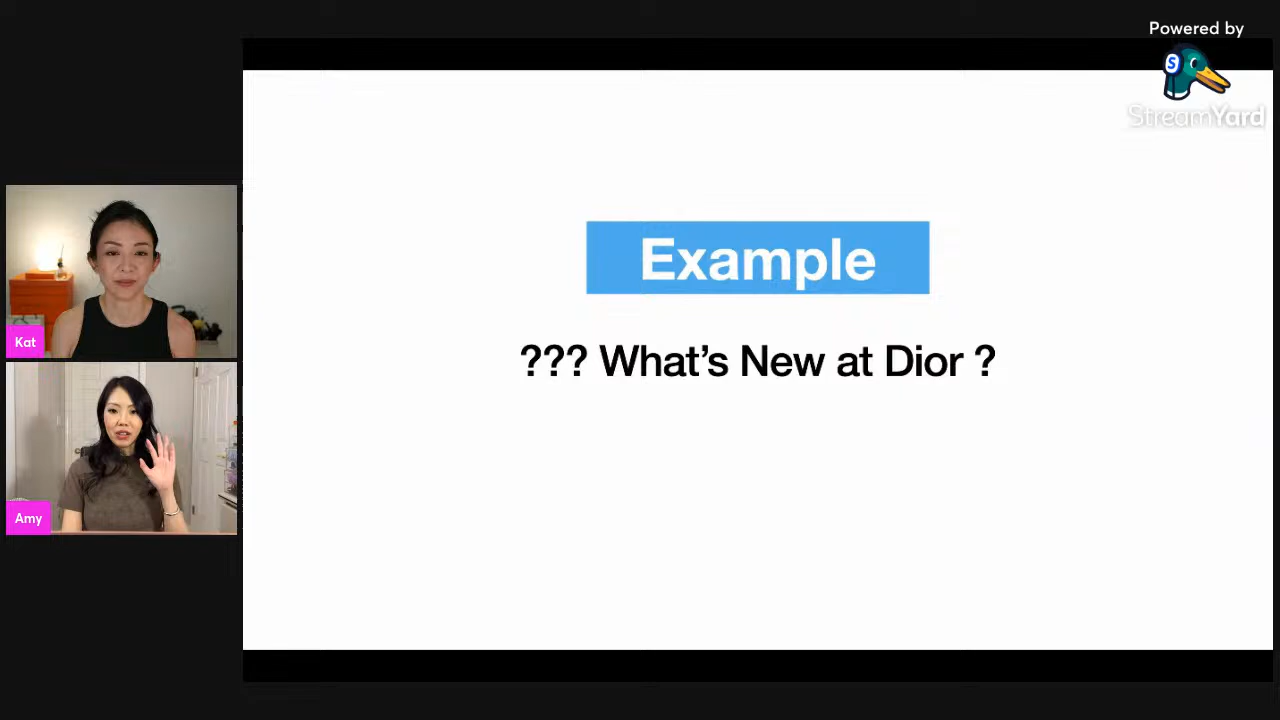 Powered by
S
StreamYard
Example
??? What's New at Dior ?
Kat
Amy